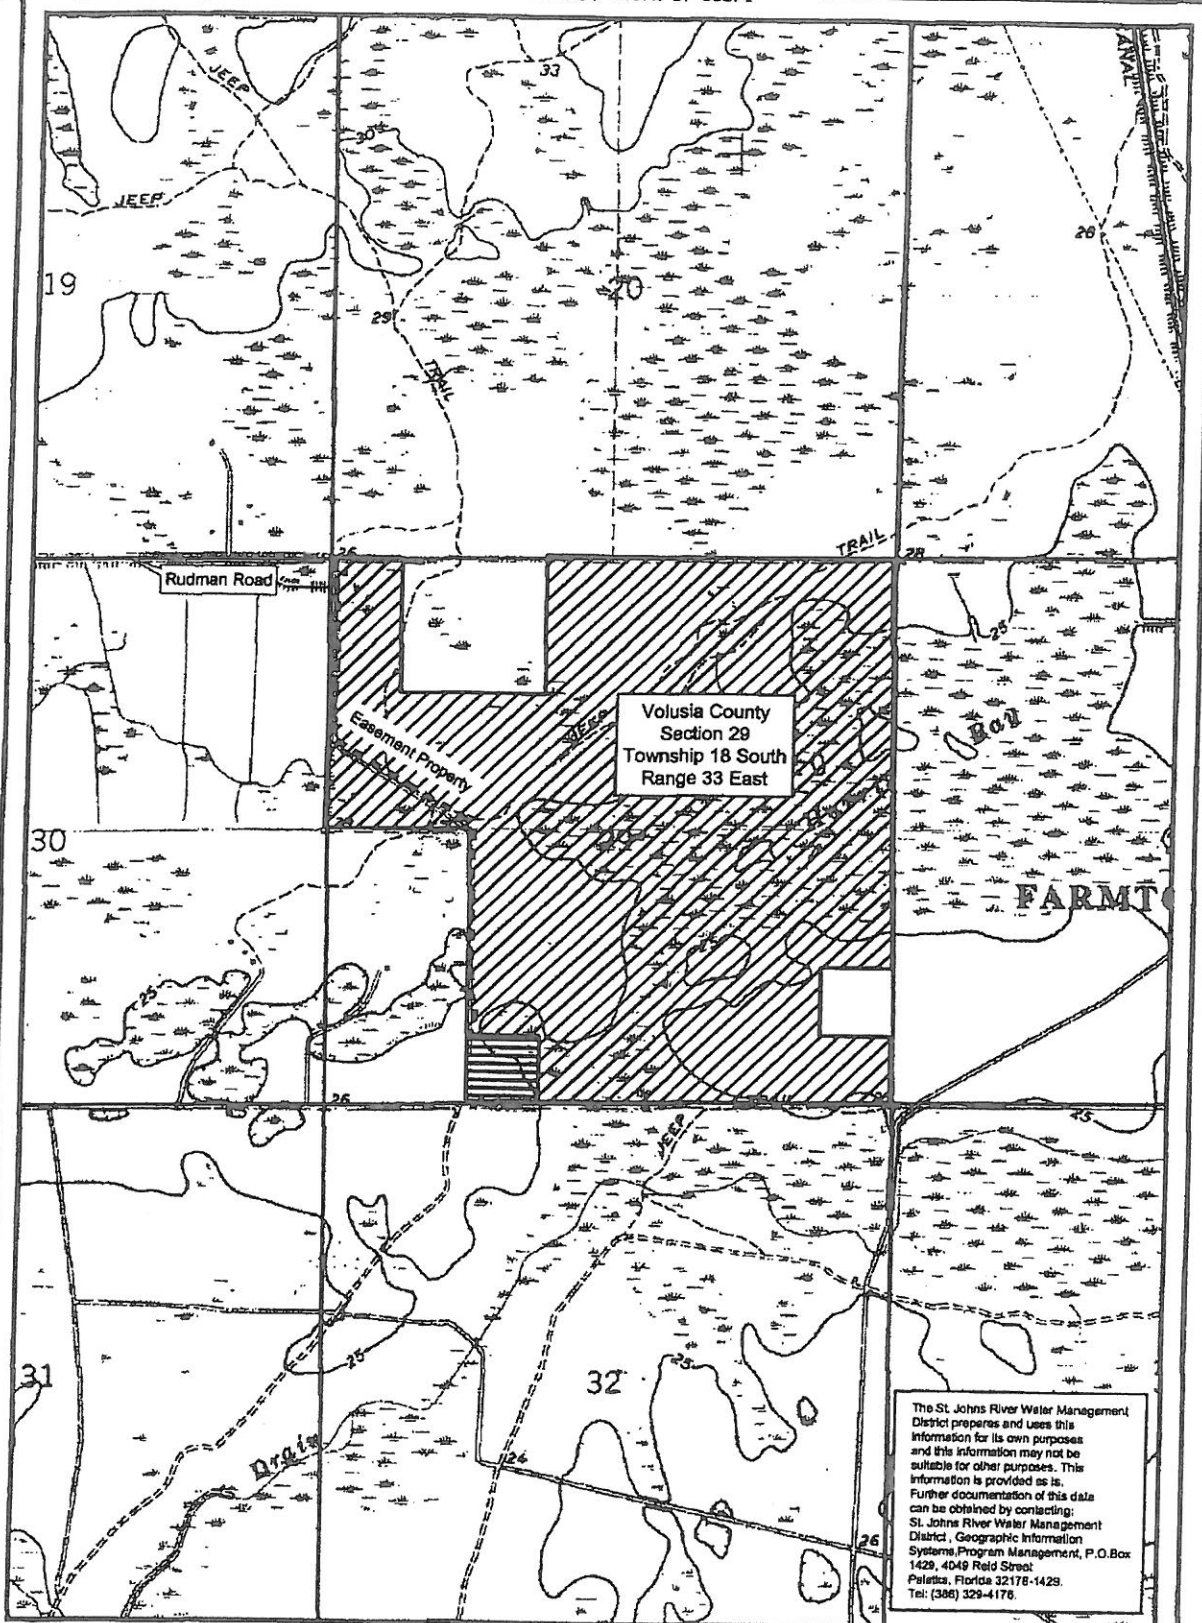 33
JEEP
30
JEEP
28
19
20
29
TRAIL
TRAIL
26
28
Rudman Road
25
Volusia County
Section 29
Township 18 South
Range 33 East
JEEP
Easement Property
Bay
30
FARMT
25
25
26
25
JEEP
25
31
32
25
Drain
24
26
The St. Johns River Water Management
District prepares and uses this
information for its own purposes
and this information may not be
suitable for other purposes. This
information is provided as is.
Further documentation of this data
can be obtained by contacting:
St. Johns River Water Management
District, Geographic Information
Systems,Program Management, P.O.Box
1429, 4049 Reid Street
Palatka, Florida 32178-1429.
Tel: (386) 329-4176.